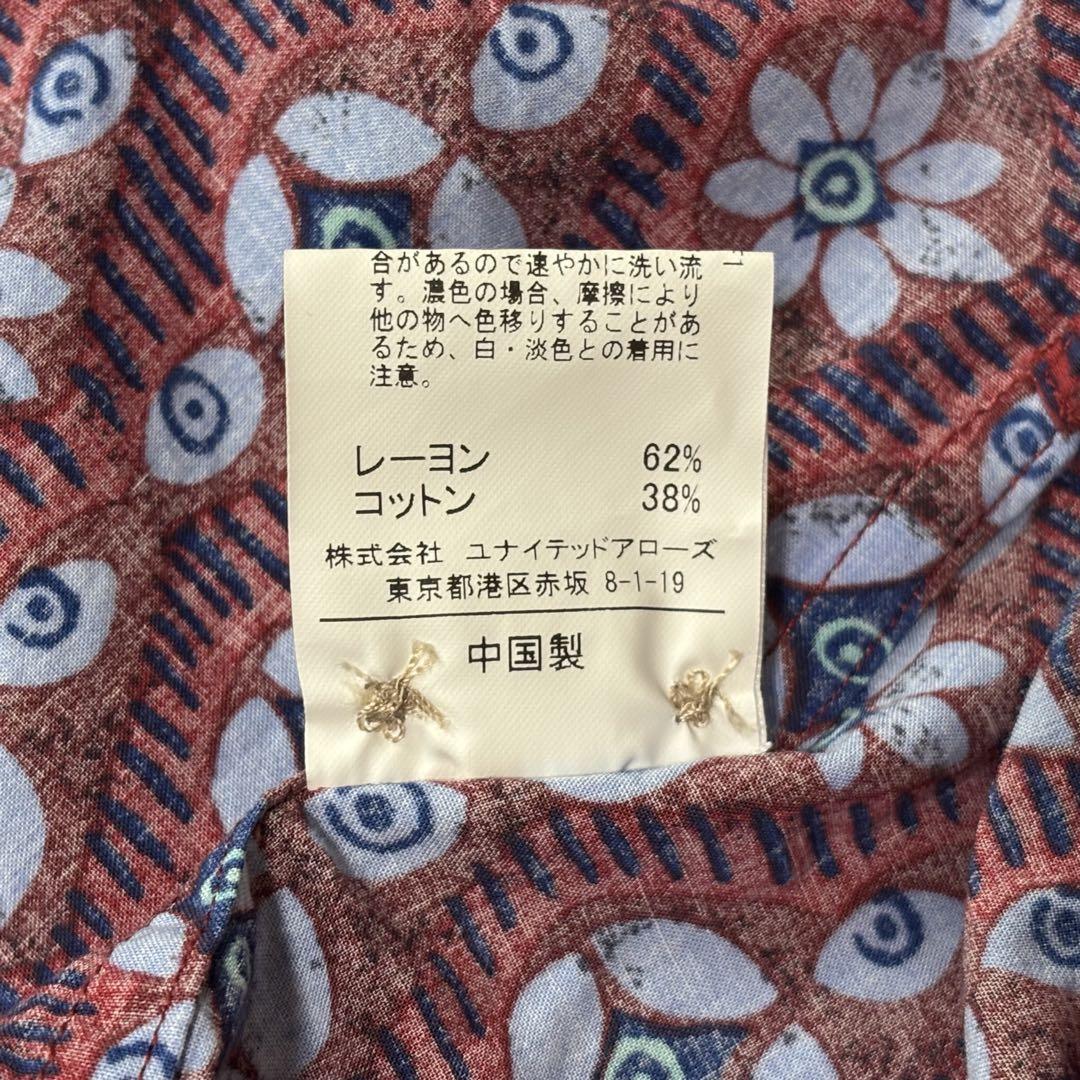 合があるので速やかに洗い流
す。濃色の場合、摩擦により
他の物へ色移りすることがあ
るため、白・淡色との着用に
注意。
レーヨン 62%
コットン 38%
株式会社 ユナイテッドアローズ
東京都港区赤坂 8-1-19
中国製